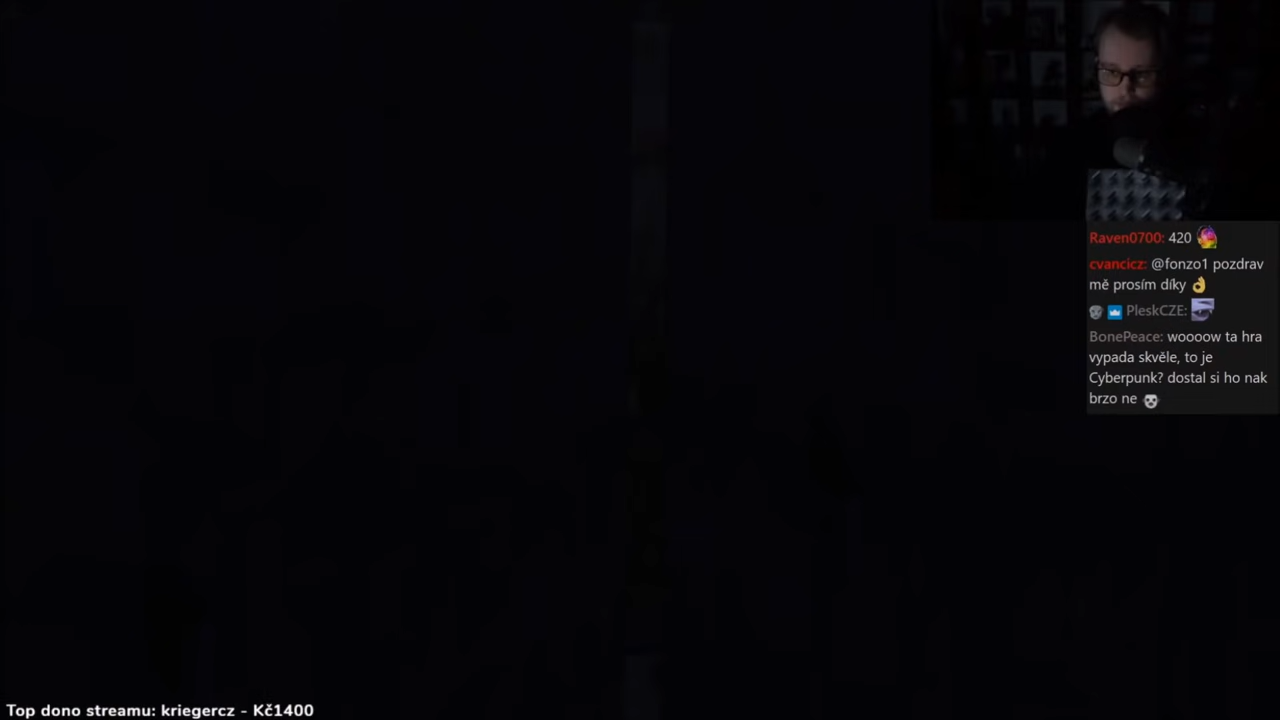 Raven0700: 420
cvancicz: @fonzo1 pozdrav
mě prosím díky 👌
PleskCZE:
BonePeace: woooow ta hra
vypada skvěle, to je
Cyberpunk? dostal si ho nak
brzo ne
Top dono streamu: kriegercz - Kč1400